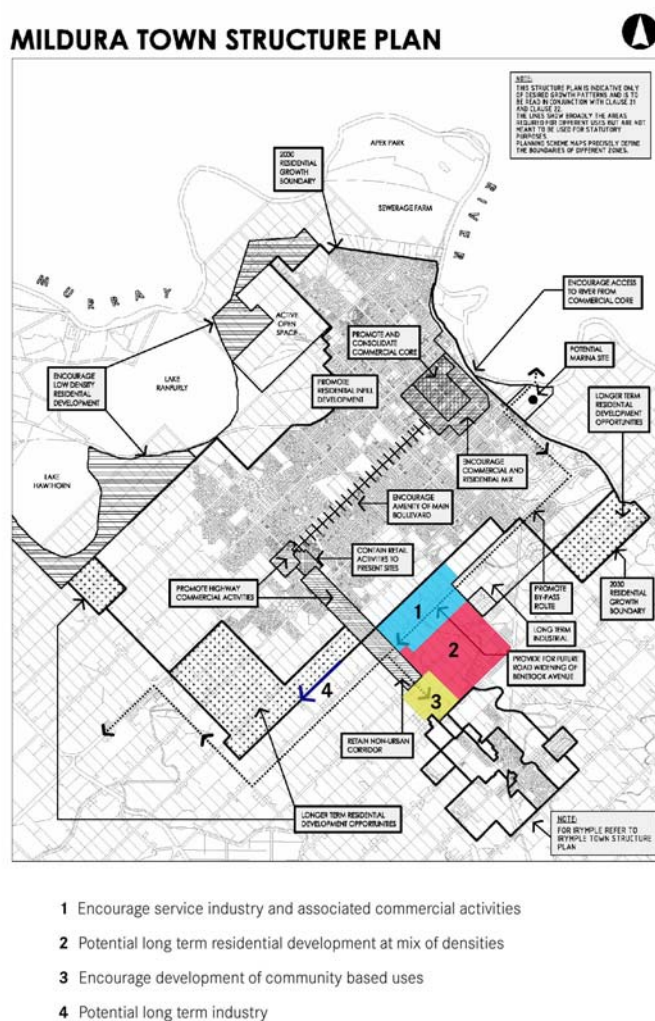 MILDURA TOWN STRUCTURE PLAN
NOTE:
THIS STRUCTURE PLAN IS INDICATIVE ONLY
OF DESIRED GROWTH PATTERNS AND IS TO
BE READ IN CONJUNCTION WITH CLAUSE 21
AND CLAUSE 22.
THE LINES SHOW BROADLY THE AREAS
REQUIRED FOR DIFFERENT USES BUT ARE NOT
MEANT TO BE USED FOR STATUTORY
PURPOSES.
PLANNING SCHEME MAPS PRECISELY DEFINE
THE BOUNDARIES OF DIFFERENT ZONES.
APEX PARK
2030
RESIDENTIAL
GROWTH
BOUNDARY
SEWERAGE FARM
RIVER
MURRAY
ENCOURAGE ACCESS
TO RIVER FROM
COMMERCIAL CORE
ACTIVE
OPEN
SPACE
PROMOTE AND
CONSOLIDATE
COMMERCIAL CORE
POTENTIAL
MARINA SITE
ENCOURAGE
LOW DENSITY
RESIDENTIAL
DEVELOPMENT
LAKE
RANFURLY
PROMOTE
RESIDENTIAL INFILL
DEVELOPMENT
LONGER TERM
RESIDENTIAL
DEVELOPMENT
OPPORTUNITIES
LAKE
HAWTHORN
ENCOURAGE
COMMERCIAL AND
RESIDENTIAL MIX
ENCOURAGE
AMENITY OF MAIN
BOULEVARD
CONTAIN RETAIL
ACTIVITIES TO
PRESENT SITES
PROMOTE HIGHWAY
COMMERCIAL ACTIVITIES
PROMOTE
BY-PASS
ROUTE
2030
RESIDENTIAL
GROWTH
BOUNDARY
1
LONG TERM
INDUSTRIAL
2
PROVIDE FOR FUTURE
ROAD WIDENING OF
BENETOOK AVENUE
4
3
RETAIN NON-URBAN
CORRIDOR
LONGER TERM RESIDENTIAL
DEVELOPMENT OPPORTUNITIES
NOTE:
FOR IRYMPLE REFER TO
IRYMPLE TOWN STRUCTURE
PLAN
1 Encourage service industry and associated commercial activities
2 Potential long term residential development at mix of densities
3 Encourage development of community based uses
4 Potential long term industry